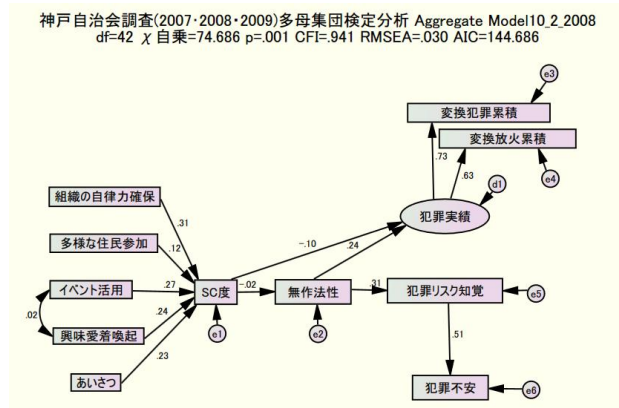 神戸自治会調査(2007・2008・2009)多母集団検定分析 Aggregate Model10_2_2008
df=42 χ自乗=74.686 p=.001 CFI=.941 RMSEA=.030 AIC=144.686
e3
変換犯罪累積
変換放火累積
.73
.63
e4
d1
組織の自律力確保
犯罪実績
.31
-.10
.24
多様な住民参加
.12
イベント活用
.27
SC度
-.02
無作法性
.31
犯罪リスク知覚
e5
.02
.24
興味愛着喚起
e1
e2
.23
.51
あいさつ
犯罪不安
e6